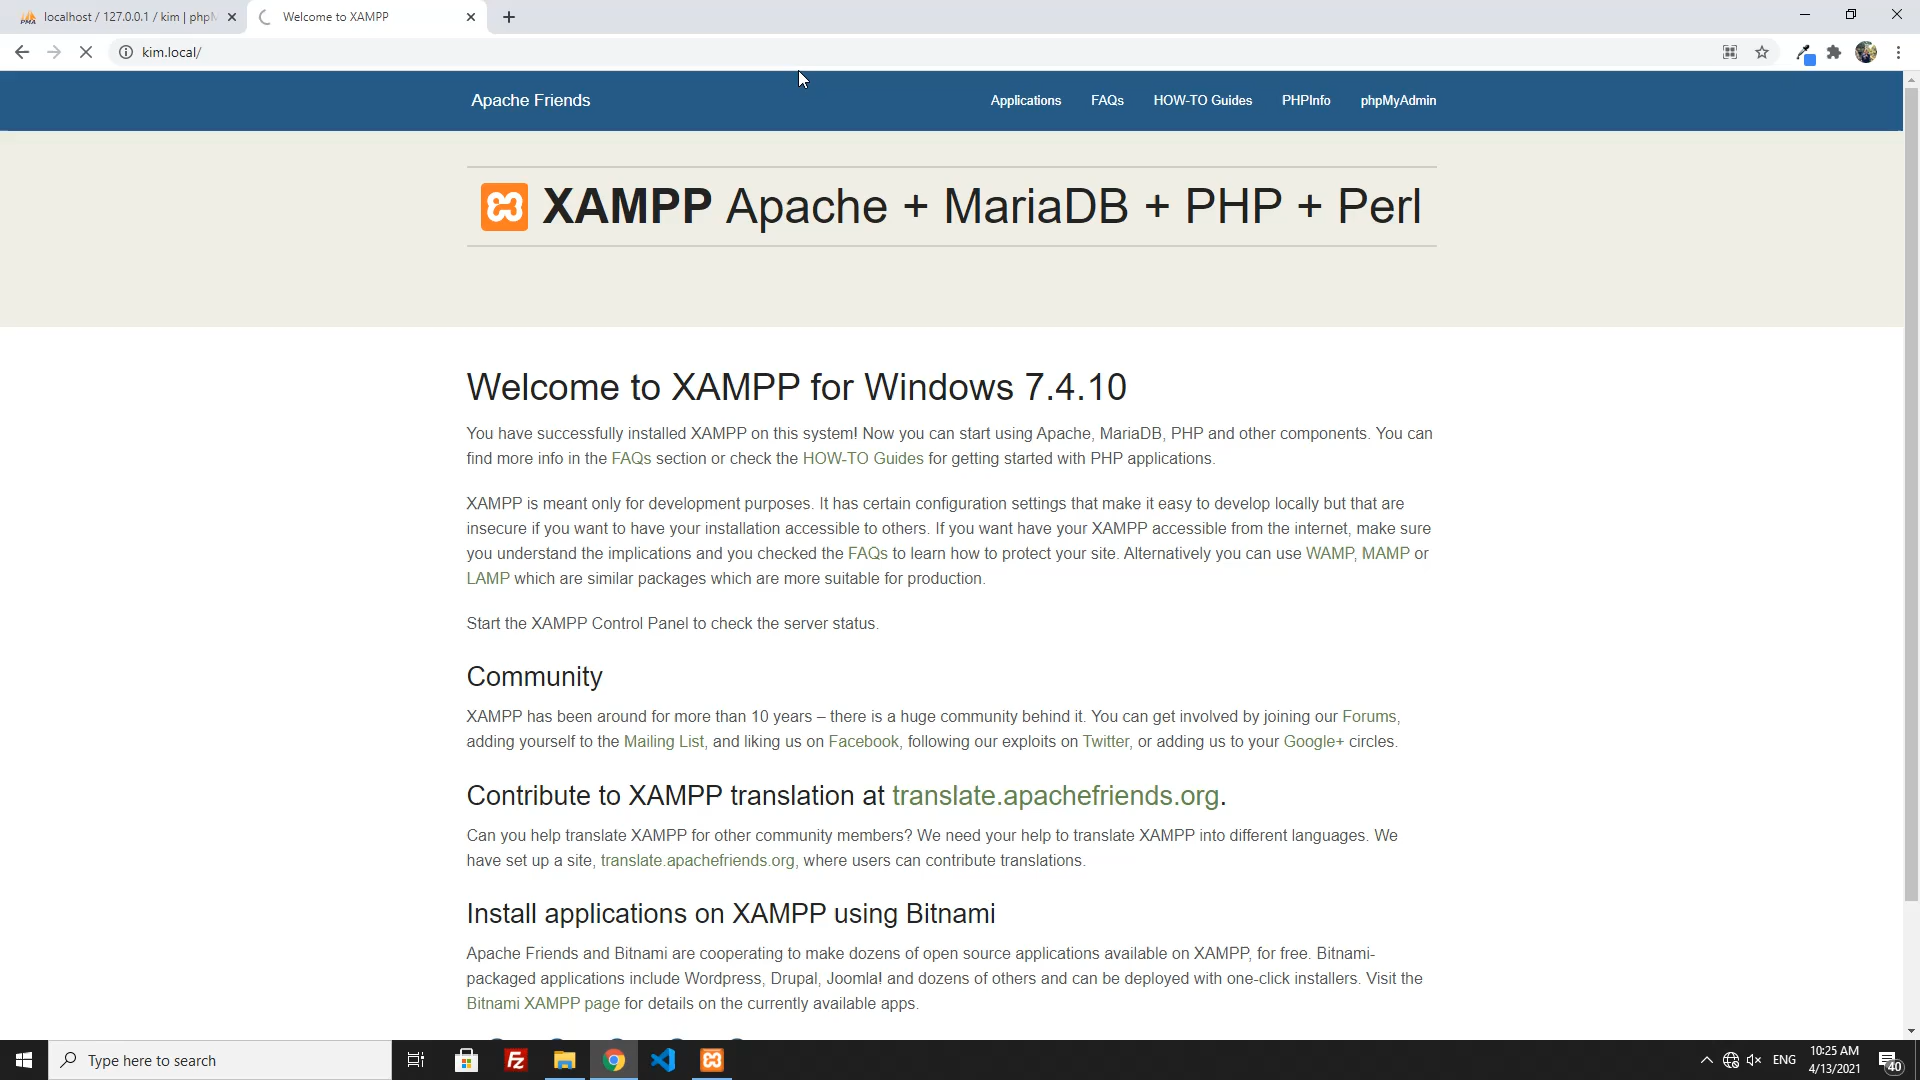 localhost / 127.0.0.1 / kim | phpM
Welcome to XAMPP
kim.local/
Apache Friends
Applications
FAQs
HOW-TO Guides
PHPInfo
phpMyAdmin
XAMPP Apache + MariaDB + PHP + Perl
Welcome to XAMPP for Windows 7.4.10
You have successfully installed XAMPP on this system! Now you can start using Apache, MariaDB, PHP and other components. You can
find more info in the FAQs section or check the HOW-TO Guides for getting started with PHP applications.
XAMPP is meant only for development purposes. It has certain configuration settings that make it easy to develop locally but that are
insecure if you want to have your installation accessible to others. If you want have your XAMPP accessible from the internet, make sure
you understand the implications and you checked the FAQs to learn how to protect your site. Alternatively you can use WAMP, MAMP or
LAMP which are similar packages which are more suitable for production.
Start the XAMPP Control Panel to check the server status.
Community
XAMPP has been around for more than 10 years – there is a huge community behind it. You can get involved by joining our Forums,
adding yourself to the Mailing List, and liking us on Facebook, following our exploits on Twitter, or adding us to your Google+ circles.
Contribute to XAMPP translation at translate.apachefriends.org.
Can you help translate XAMPP for other community members? We need your help to translate XAMPP into different languages. We
have set up a site, translate.apachefriends.org, where users can contribute translations.
Install applications on XAMPP using Bitnami
Apache Friends and Bitnami are cooperating to make dozens of open source applications available on XAMPP, for free. Bitnami-
packaged applications include Wordpress, Drupal, Joomla! and dozens of others and can be deployed with one-click installers. Visit the
Bitnami XAMPP page for details on the currently available apps.
Type here to search
ENG
10:25 AM
4/13/2021
40